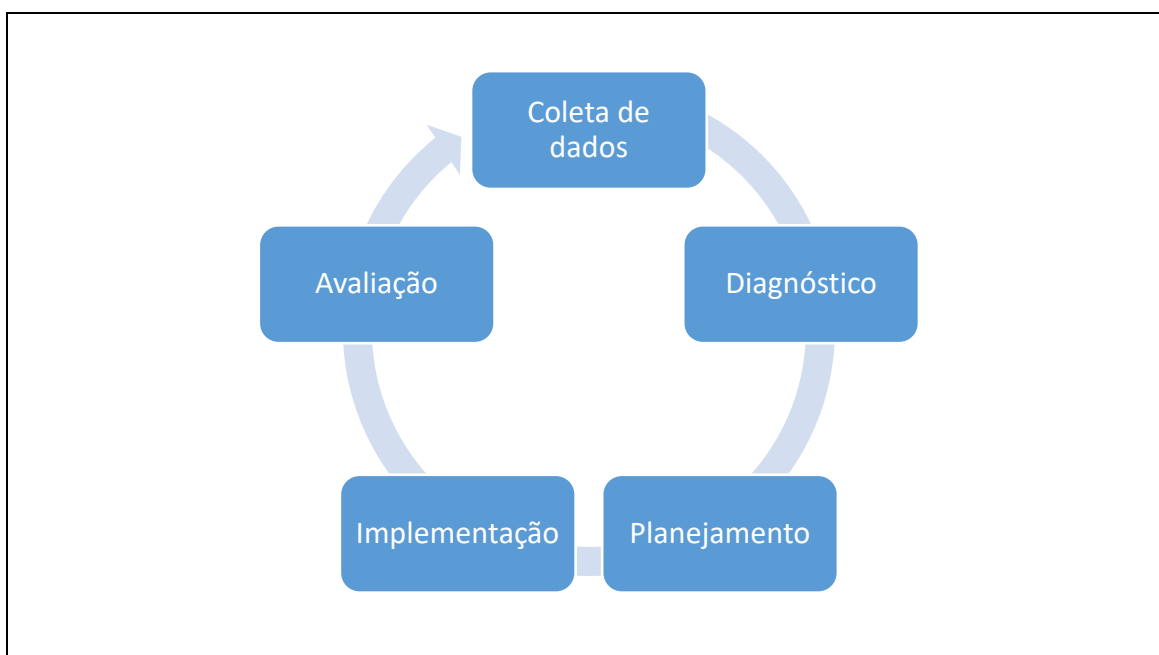 Coleta de
dados
Diagnóstico
Planejamento
Implementação
Avaliação